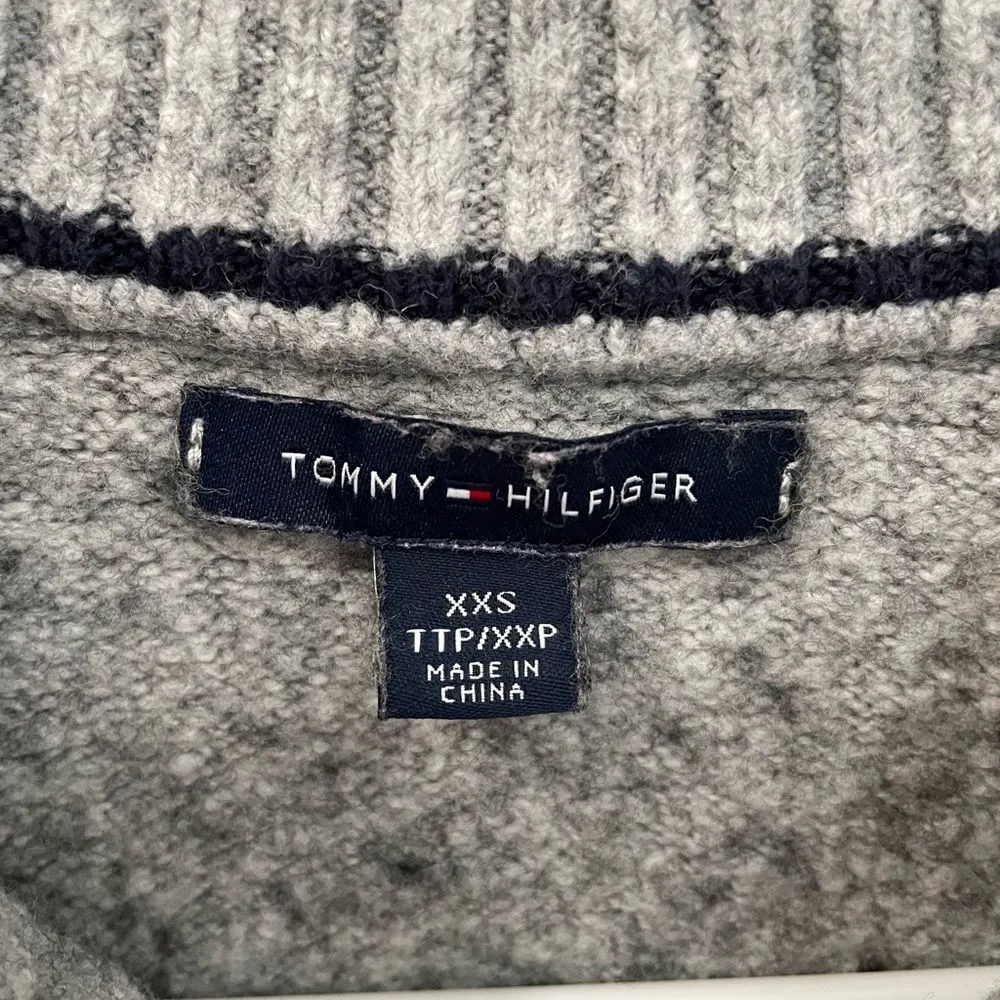 TOMMY HILFIGER
XXS
TTP/XXP
MADE IN
CHINA